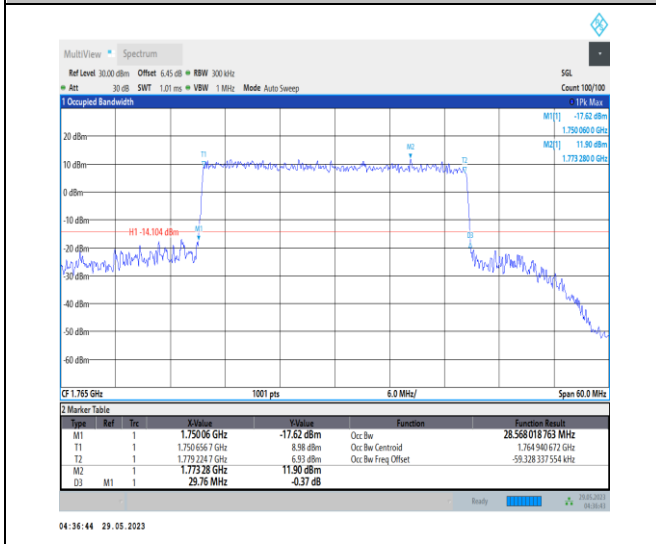 MultiView Spectrum
Ref Level 30.00 dBm Offset 6.45 dB RBW 300 kHz SGL
Att 30 dB SWT 1.01 ms VBW 1 MHz Mode Auto Sweep Count 100/100
1 Occupied Bandwidth 1Pk Max
M1[1] -17.62 dBm
1.750 060 0 GHz
M2[1] 11.90 dBm
1.773 280 0 GHz
20 dBm
T1 M2 T2
10 dBm
0 dBm
-10 dBm
H1 -14.104 dBm M1
D3
-20 dBm
-30 dBm
-40 dBm
-50 dBm
-60 dBm
CF 1.765 GHz 1001 pts 6.0 MHz/ Span 60.0 MHz
2 Marker Table
Type Ref Trc X-Value Y-Value Function Function Result
M1 1 1.750 06 GHz -17.62 dBm Occ Bw 28.568 018 763 MHz
T1 1 1.750 656 7 GHz 8.98 dBm Occ Bw Centroid 1.764 940 672 GHz
T2 1 1.779 224 7 GHz 6.93 dBm Occ Bw Freq Offset -59.328 337 554 kHz
M2 1 1.773 28 GHz 11.90 dBm
D3 M1 1 29.76 MHz -0.37 dB
Ready 29.05.2023
04:36:43
04:36:44 29.05.2023